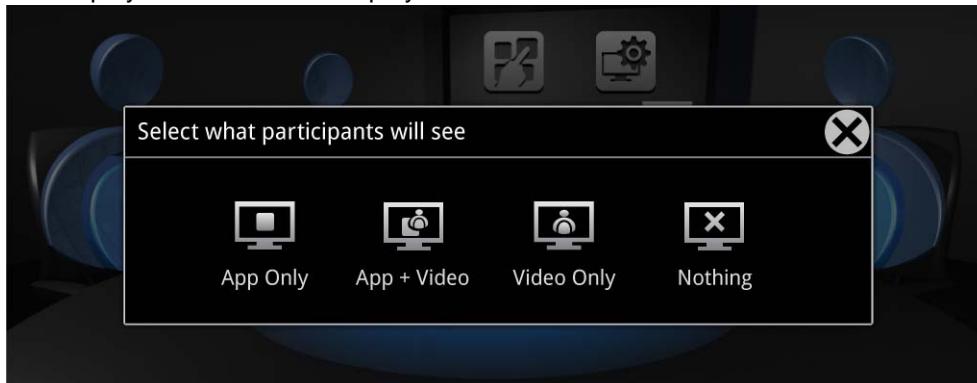 Select what participants will see
App Only
App + Video
Video Only
Nothing